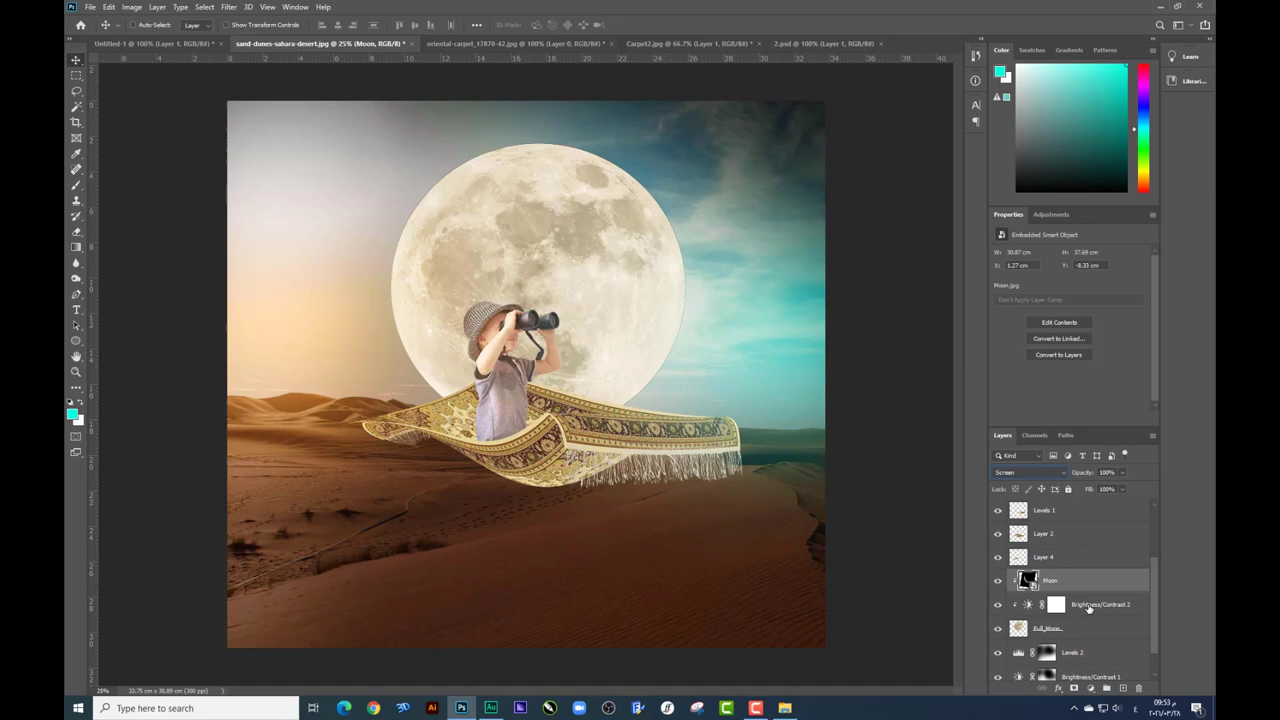 File Edit Image Layer Type Select Filter 3D View Window Help
Auto-Select: Layer Show Transform Controls 3D Mode:
Untitled-1 @ 100% (Layer 1, RGB/8#) * × sand-dunes-sahara-desert.jpg @ 25% (Moon, RGB/8) * × oriental-carpet_17870-42.jpg @ 100% (Layer 0, RGB/8#) * × Carpet2.jpg @ 66.7% (Layer 1, RGB/8#) * × 2.psd @ 100% (Layer 1, RGB/8#) ×
Color Swatches Gradients Patterns
Learn
Librari...
Properties Adjustments
Embedded Smart Object
W: 30.87 cm H: 37.69 cm
X: 1.27 cm Y: -8.33 cm
Moon.jpg
Don't Apply Layer Comp
Edit Contents
Convert to Linked...
Convert to Layers
Layers Channels Paths
Kind
Screen Opacity: 100%
Lock: Fill: 100%
Levels 1
Layer 2
Layer 4
Moon
Brightness/Contrast 2
Full_Moon...
Levels 2
Brightness/Contrast 1
25% 33.75 cm x 30.89 cm (300 ppi)
Type here to search
09:53 م